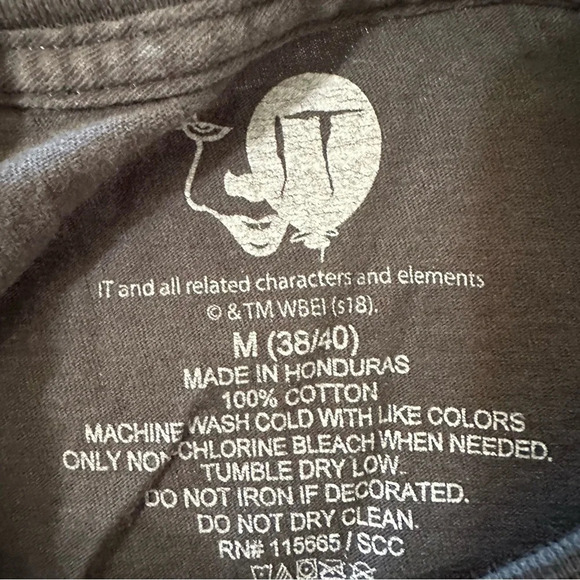 IT
IT and all related characters and elements
© & TM WBEI (s18).
M (38/40)
MADE IN HONDURAS
100% COTTON
MACHINE WASH COLD WITH LIKE COLORS
ONLY NON-CHLORINE BLEACH WHEN NEEDED.
TUMBLE DRY LOW.
DO NOT IRON IF DECORATED.
DO NOT DRY CLEAN.
RN# 115665 / SCC